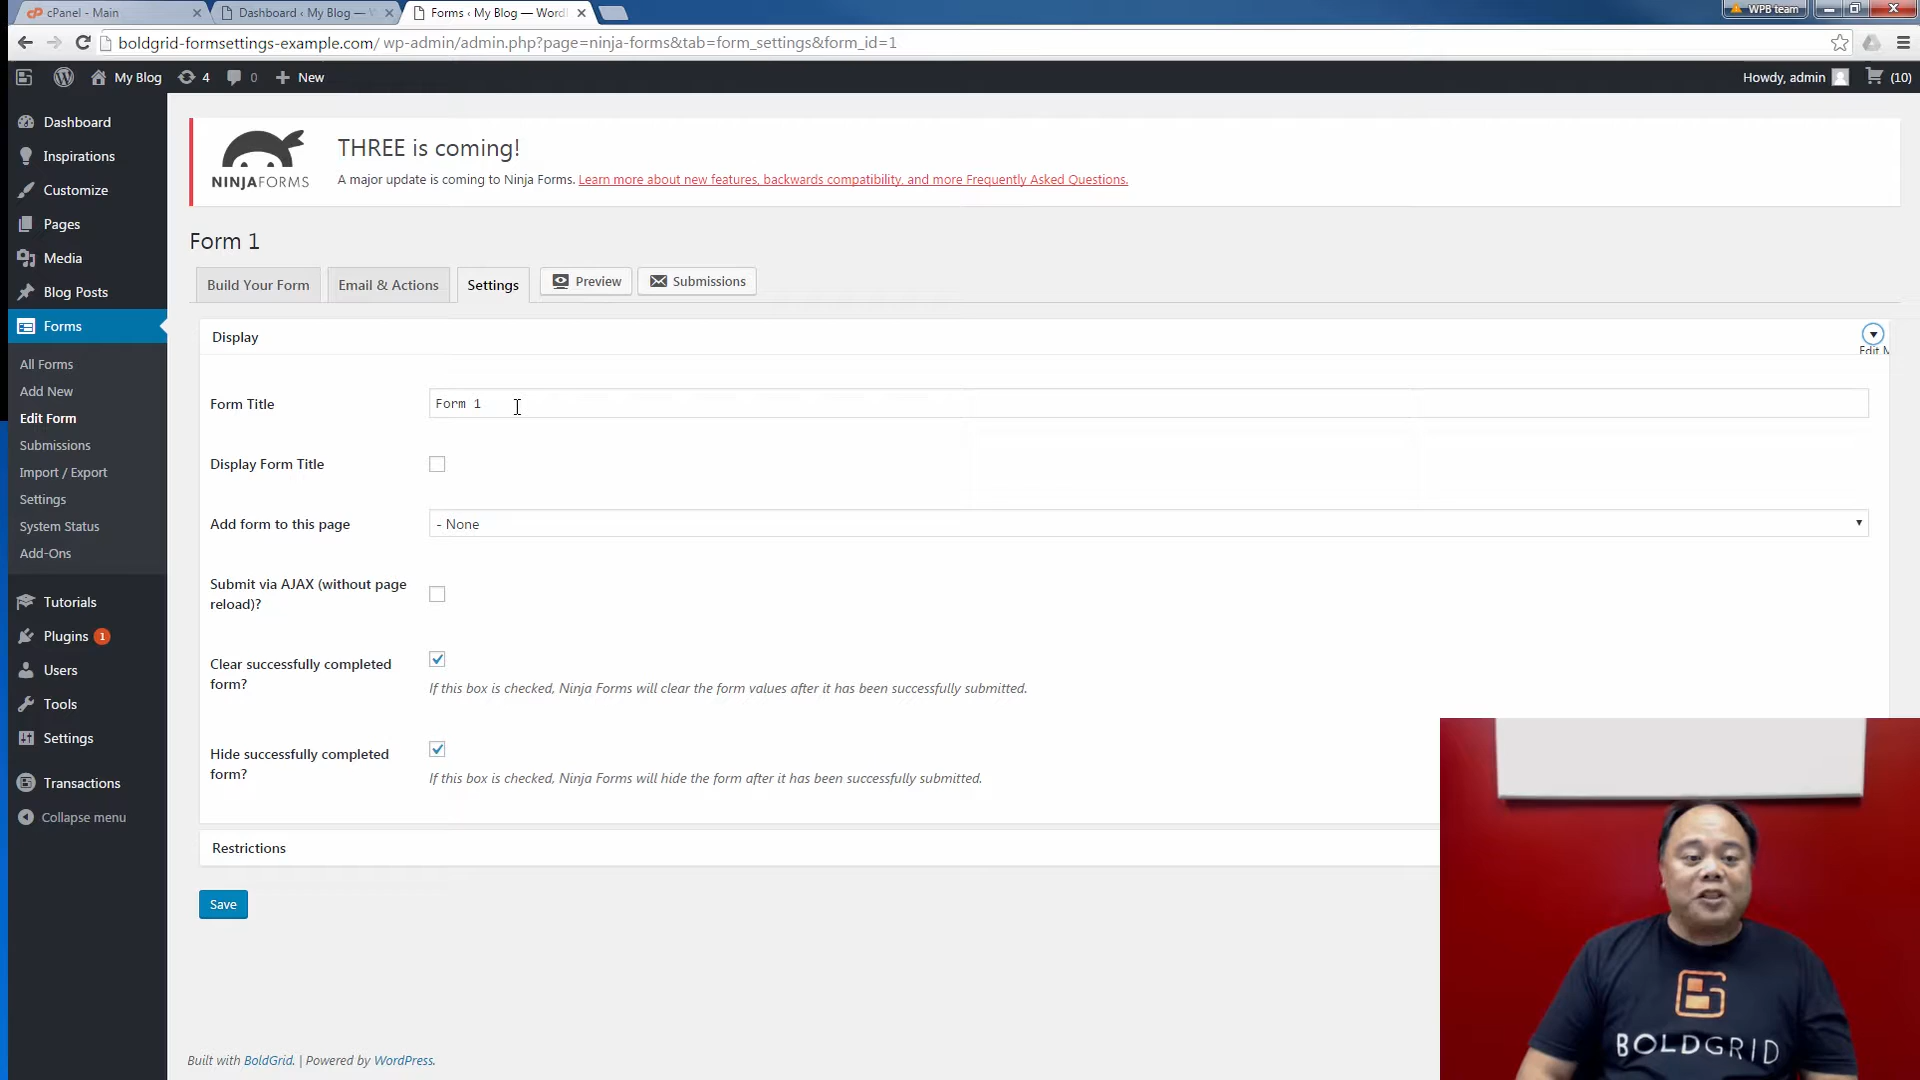 cPanel - Main
Dashboard ‹ My Blog —
Forms ‹ My Blog — Word
WPB team
boldgrid-formsettings-example.com/wp-admin/admin.php?page=ninja-forms&tab=form_settings&form_id=1
My Blog
4
0
New
Howdy, admin
(10)
Dashboard
Inspirations
Customize
Pages
Media
Blog Posts
Forms
All Forms
Add New
Edit Form
Submissions
Import / Export
Settings
System Status
Add-Ons
Tutorials
Plugins 1
Users
Tools
Settings
Transactions
Collapse menu
NINJAFORMS
THREE is coming!
A major update is coming to Ninja Forms. Learn more about new features, backwards compatibility, and more Frequently Asked Questions.
Form 1
Build Your Form
Email & Actions
Settings
Preview
Submissions
Display
Edit M
Form Title
Form 1
Display Form Title
Add form to this page
- None
Submit via AJAX (without page
reload)?
Clear successfully completed
form?
If this box is checked, Ninja Forms will clear the form values after it has been successfully submitted.
Hide successfully completed
form?
If this box is checked, Ninja Forms will hide the form after it has been successfully submitted.
Restrictions
Save
BOLDGRID
Built with BoldGrid. | Powered by WordPress.